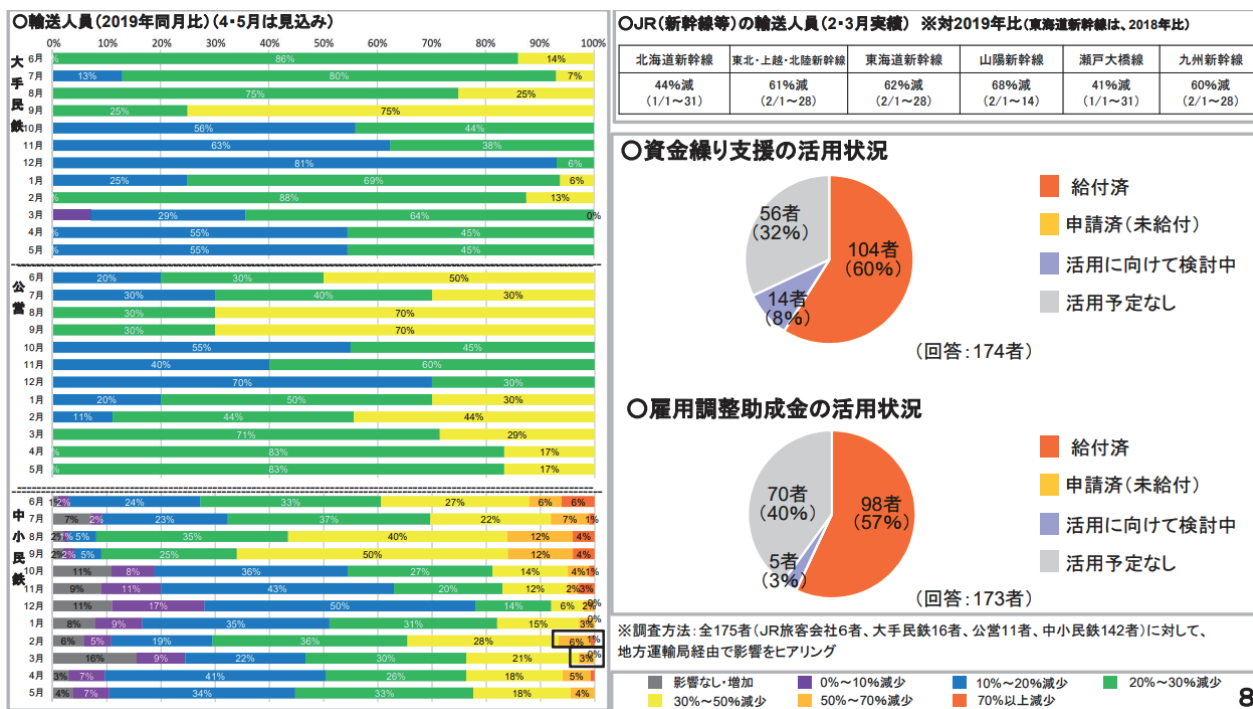 〇輸送人員(2019年同月比)(4・5月は見込み)
0% 10% 20% 30% 40% 50% 60% 70% 80% 90% 100%
大手民鉄
6月 % 86% 14%
7月 13% 80% 7%
8月 75% 25%
9月 25% 75%
10月 56% 44%
11月 63% 38%
12月 81% 6%
1月 25% 69% 6%
2月 % 88% 13%
3月 29% 64% 0%
4月 % 55% 45%
5月 % 55% 45%
公営
6月 20% 30% 50%
7月 30% 40% 30%
8月 30% 70%
9月 30% 70%
10月 55% 45%
11月 40% 60%
12月 70% 30%
1月 20% 50% 30%
2月 11% 44% 44%
3月 71% 29%
4月 % 83% 17%
5月 % 83% 17%
中小民鉄
6月 1% 2% 24% 33% 27% 6% 6%
7月 7% 2% 23% 37% 22% 7% 1%
8月 2% 1% 5% 35% 40% 12% 4%
9月 2% 2% 5% 25% 50% 12% 4%
10月 11% 8% 36% 27% 14% 4% 1%
11月 9% 11% 43% 20% 12% 2% 3%
12月 11% 17% 50% 14% 6% 2% 0%
1月 8% 9% 35% 31% 15% 3% 0%
2月 6% 5% 19% 36% 28% 6% 1%
3月 16% 9% 22% 30% 21% 3% 0%
4月 3% 7% 41% 26% 18% 5%
5月 4% 7% 34% 33% 18% 4%
〇JR(新幹線等)の輸送人員(2・3月実績) ※対2019年比(東海道新幹線は、2018年比)
北海道新幹線 東北・上越・北陸新幹線 東海道新幹線 山陽新幹線 瀬戸大橋線 九州新幹線
44%減 61%減 62%減 68%減 41%減 60%減
(1/1~31) (2/1~28) (2/1~28) (2/1~14) (1/1~31) (2/1~28)
〇資金繰り支援の活用状況
56者
(32%)
104者
(60%)
14者
(8%)
給付済
申請済(未給付)
活用に向けて検討中
活用予定なし
(回答:174者)
〇雇用調整助成金の活用状況
70者
(40%)
98者
(57%)
5者
(3%)
給付済
申請済(未給付)
活用に向けて検討中
活用予定なし
(回答:173者)
※調査方法:全175者(JR旅客会社6者、大手民鉄16者、公営11者、中小民鉄142者)に対して、
地方運輸局経由で影響をヒアリング
影響なし・増加 0%~10%減少 10%~20%減少 20%~30%減少
30%~50%減少 50%~70%減少 70%以上減少
8